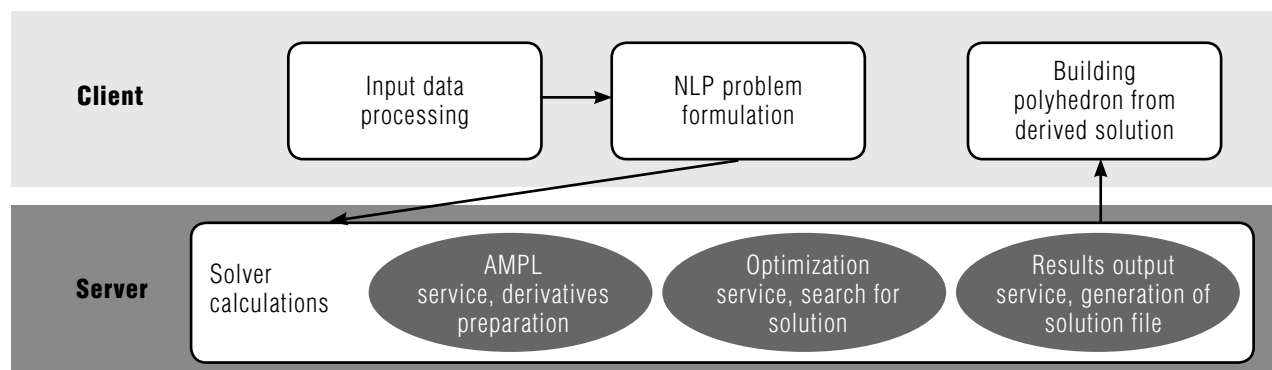 Client
Input data
processing
NLP problem
formulation
Building
polyhedron from
derived solution
Server
Solver
calculations
AMPL
service, derivatives
preparation
Optimization
service, search for
solution
Results output
service, generation of
solution file